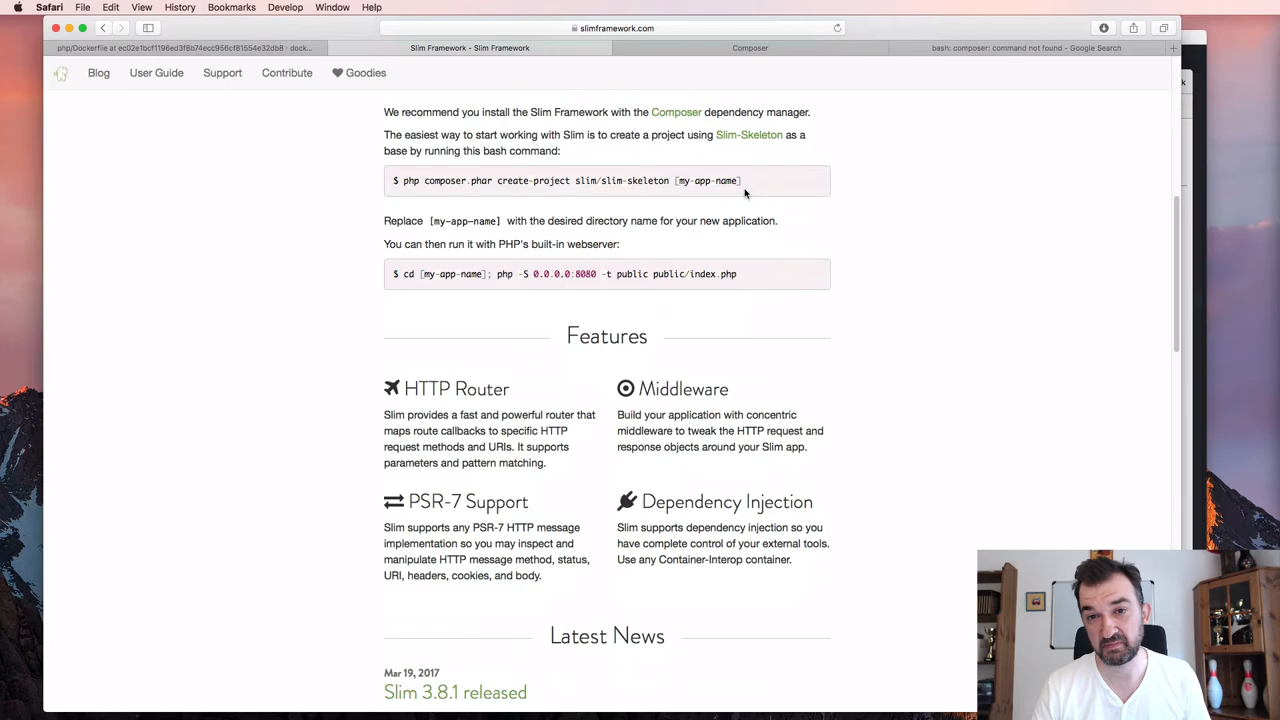 Safari File Edit View History Bookmarks Develop Window Help
slimframework.com
php/Dockerfile at ec02e1bcf1196ed3f8b74ecc956cf81554e32db8 · dock...
Slim Framework - Slim Framework
Composer
bash: composer: command not found - Google Search
Blog User Guide Support Contribute Goodies
We recommend you install the Slim Framework with the Composer dependency manager.
The easiest way to start working with Slim is to create a project using Slim-Skeleton as a
base by running this bash command:
$ php composer.phar create-project slim/slim-skeleton [my-app-name]
Replace [my-app-name] with the desired directory name for your new application.
You can then run it with PHP's built-in webserver:
$ cd [my-app-name]; php -S 0.0.0.0:8080 -t public public/index.php
Features
HTTP Router
Slim provides a fast and powerful router that
maps route callbacks to specific HTTP
request methods and URIs. It supports
parameters and pattern matching.
Middleware
Build your application with concentric
middleware to tweak the HTTP request and
response objects around your Slim app.
PSR-7 Support
Slim supports any PSR-7 HTTP message
implementation so you may inspect and
manipulate HTTP message method, status,
URI, headers, cookies, and body.
Dependency Injection
Slim supports dependency injection so you
have complete control of your external tools.
Use any Container-Interop container.
Latest News
Mar 19, 2017
Slim 3.8.1 released